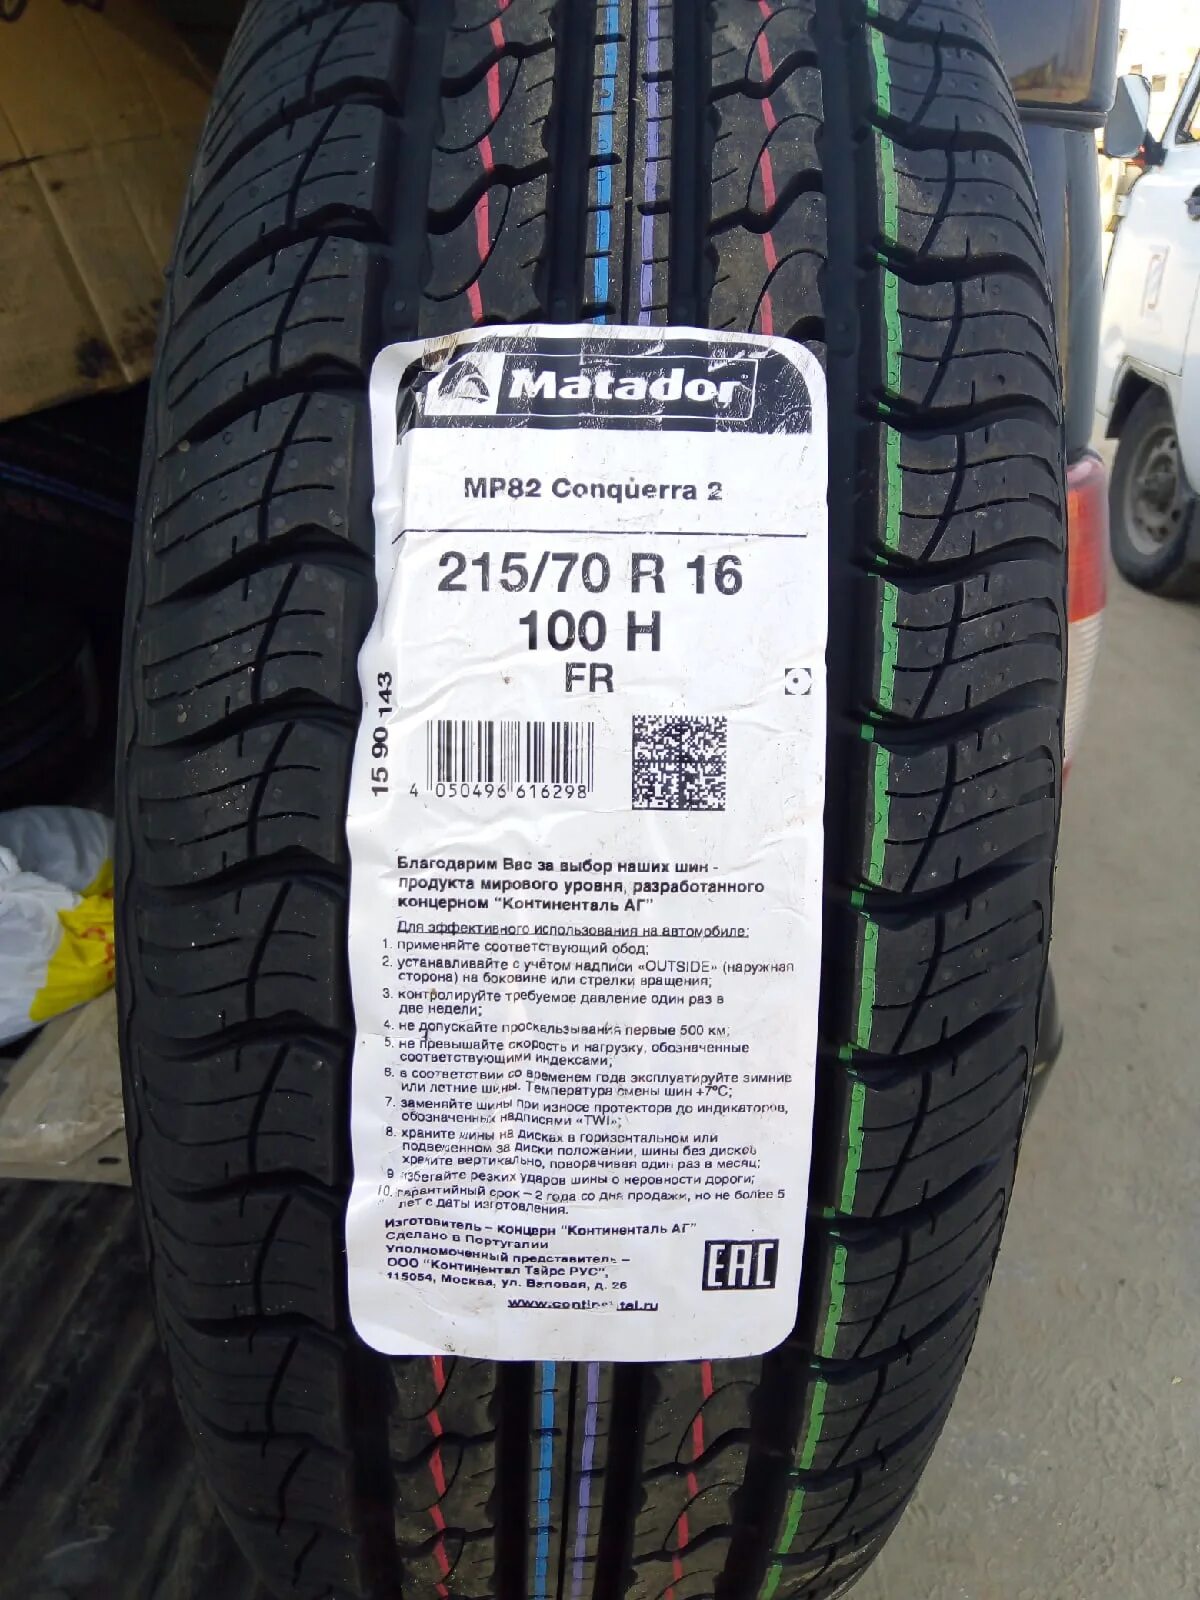 Matador
MP82 Conquerra 2
215/70 R 16
100 H
FR
15 90 143
4 050496 616298
Благодарим Вас за выбор наших шин -
продукта мирового уровня, разработанного
концерном "Континенталь АГ"
Для эффективного использования на автомобиле:
1. применяйте соответствующий обод;
2. устанавливайте с учётом надписи «OUTSIDE» (наружная
сторона) на боковине или стрелки вращения;
3. контролируйте требуемое давление один раз в
две недели;
4. не допускайте проскальзывания первые 500 км;
5. не превышайте скорость и нагрузку, обозначенные
соответствующими индексами;
6. в соответствии со временем года эксплуатируйте зимние
или летние шины. Температура смены шин +7°С;
7. заменяйте шины при износе протектора до индикаторов,
обозначенных надписями «TWI»;
8. храните шины на дисках в горизонтальном или
подвешенном за диски положении, шины без дисков
храните вертикально, поворачивая один раз в месяц;
9 избегайте резких ударов шины о неровности дороги;
10. гарантийный срок – 2 года со дня продажи, но не более 5
лет с даты изготовления.
Изготовитель – концерн "Континенталь АГ"
Сделано в Португалии
Уполномоченный представитель –
ООО "Континентал Тайрс РУС",
115054, Москва, ул. Валовая, д. 26
EAC
www.continental.ru